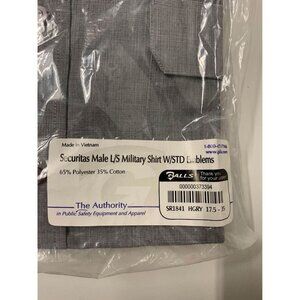 Made in Vietnam
Securitas Male L/S Military Shirt W/STD Emblems
65% Polyester 35% Cotton
GALLS
Thank you
for your order
000000373394
SR1841 HGRY 17.5 - 35
The Authority
in Public Safety Equipment and Apparel